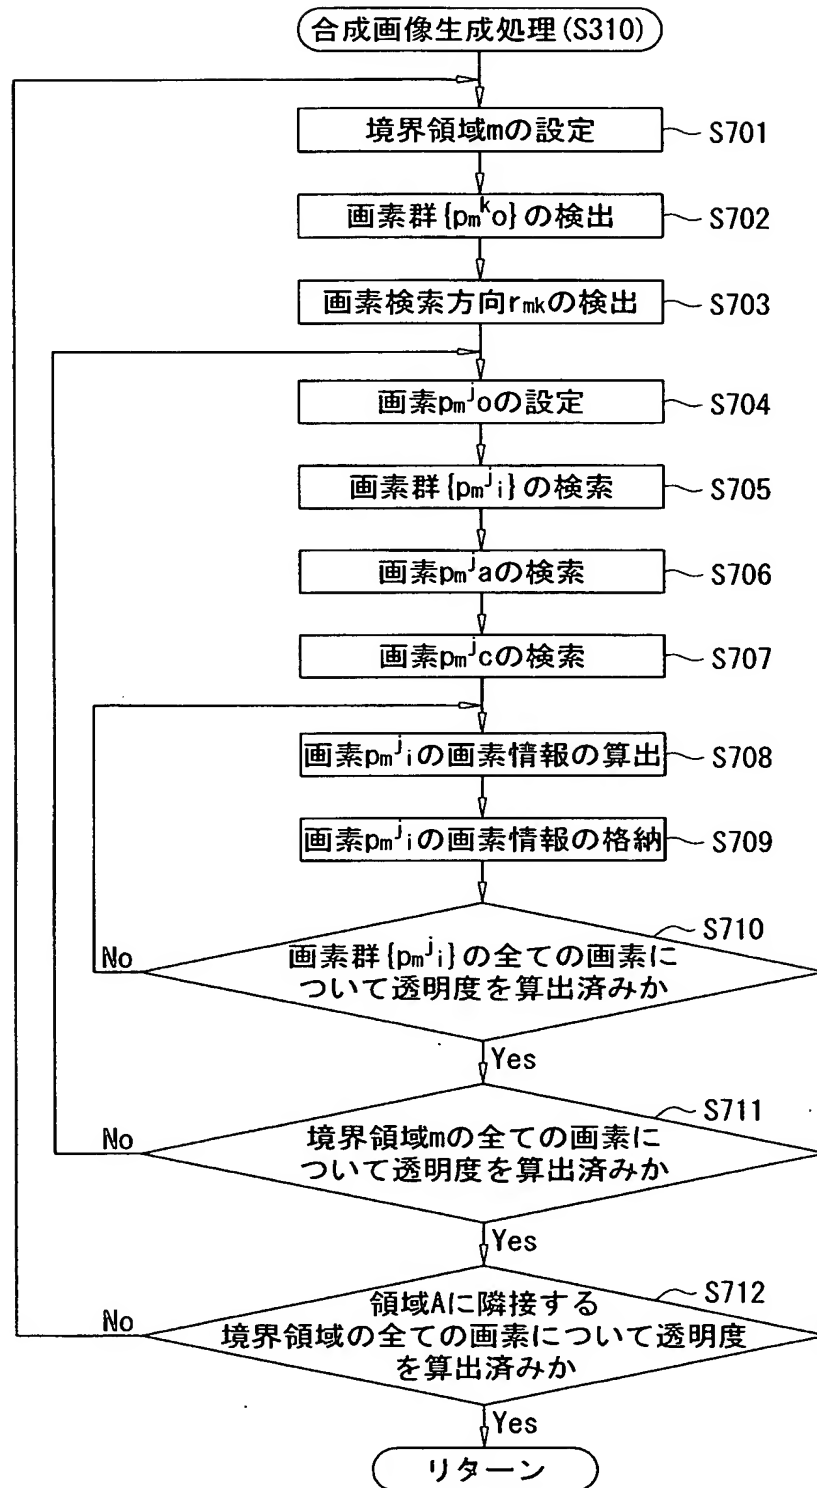 合成画像生成処理(S310)
境界領域mの設定
S701
画素群{pₘᵏo}の検出
S702
画素検索方向rₘₖの検出
S703
画素pₘʲoの設定
S704
画素群{pₘʲi}の検索
S705
画素pₘʲaの検索
S706
画素pₘʲcの検索
S707
画素pₘʲiの画素情報の算出
S708
画素pₘʲiの画素情報の格納
S709
S710
No
画素群{pₘʲi}の全ての画素に
ついて透明度を算出済みか
Yes
S711
No
境界領域mの全ての画素に
ついて透明度を算出済みか
Yes
S712
No
領域Aに隣接する
境界領域の全ての画素について透明度
を算出済みか
Yes
リターン